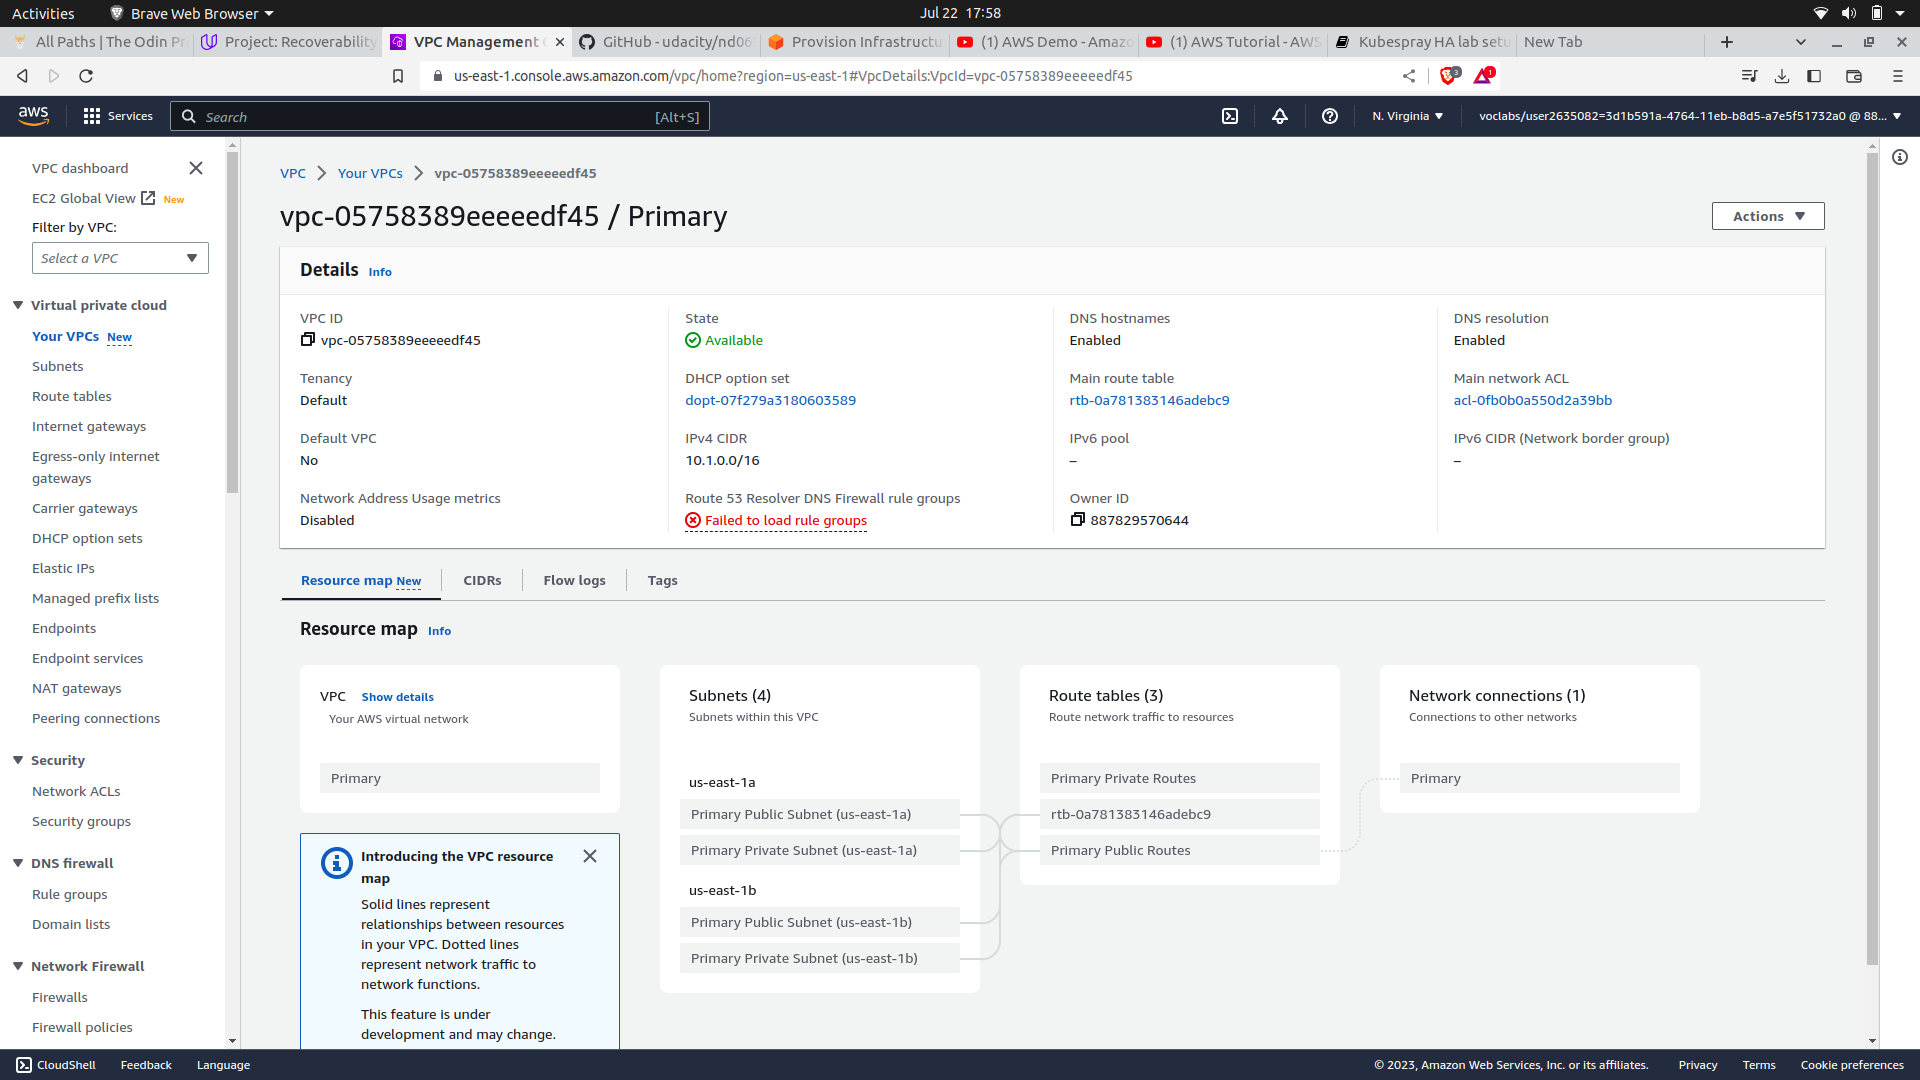 Activities
Brave Web Browser
Jul 22 17:58
All Paths | The Odin Pr
Project: Recoverability
VPC Management C
GitHub - udacity/nd06
Provision Infrastructu
(1) AWS Demo - Amazo
(1) AWS Tutorial - AWS
Kubespray HA lab setu
New Tab
us-east-1.console.aws.amazon.com/vpc/home?region=us-east-1#VpcDetails:VpcId=vpc-05758389eeeeedf45
3
1
aws
Services
Search
[Alt+S]
N. Virginia
voclabs/user2635082=3d1b591a-4764-11eb-b8d5-a7e5f51732a0 @ 88...
VPC dashboard
EC2 Global View New
Filter by VPC:
Select a VPC
Virtual private cloud
Your VPCs New
Subnets
Route tables
Internet gateways
Egress-only internet
gateways
Carrier gateways
DHCP option sets
Elastic IPs
Managed prefix lists
Endpoints
Endpoint services
NAT gateways
Peering connections
Security
Network ACLs
Security groups
DNS firewall
Rule groups
Domain lists
Network Firewall
Firewalls
Firewall policies
VPC
Your VPCs
vpc-05758389eeeeedf45
vpc-05758389eeeeedf45 / Primary
Actions
Details Info
VPC ID
vpc-05758389eeeeedf45
State
Available
DNS hostnames
Enabled
DNS resolution
Enabled
Tenancy
Default
DHCP option set
dopt-07f279a3180603589
Main route table
rtb-0a781383146adebc9
Main network ACL
acl-0fb0b0a550d2a39bb
Default VPC
No
IPv4 CIDR
10.1.0.0/16
IPv6 pool
–
IPv6 CIDR (Network border group)
–
Network Address Usage metrics
Disabled
Route 53 Resolver DNS Firewall rule groups
Failed to load rule groups
Owner ID
887829570644
Resource map New
CIDRs
Flow logs
Tags
Resource map Info
VPC Show details
Your AWS virtual network
Primary
Introducing the VPC resource
map
Solid lines represent
relationships between resources
in your VPC. Dotted lines
represent network traffic to
network functions.
This feature is under
development and may change.
Subnets (4)
Subnets within this VPC
us-east-1a
Primary Public Subnet (us-east-1a)
Primary Private Subnet (us-east-1a)
us-east-1b
Primary Public Subnet (us-east-1b)
Primary Private Subnet (us-east-1b)
Route tables (3)
Route network traffic to resources
Primary Private Routes
rtb-0a781383146adebc9
Primary Public Routes
Network connections (1)
Connections to other networks
Primary
CloudShell
Feedback
Language
© 2023, Amazon Web Services, Inc. or its affiliates.
Privacy
Terms
Cookie preferences